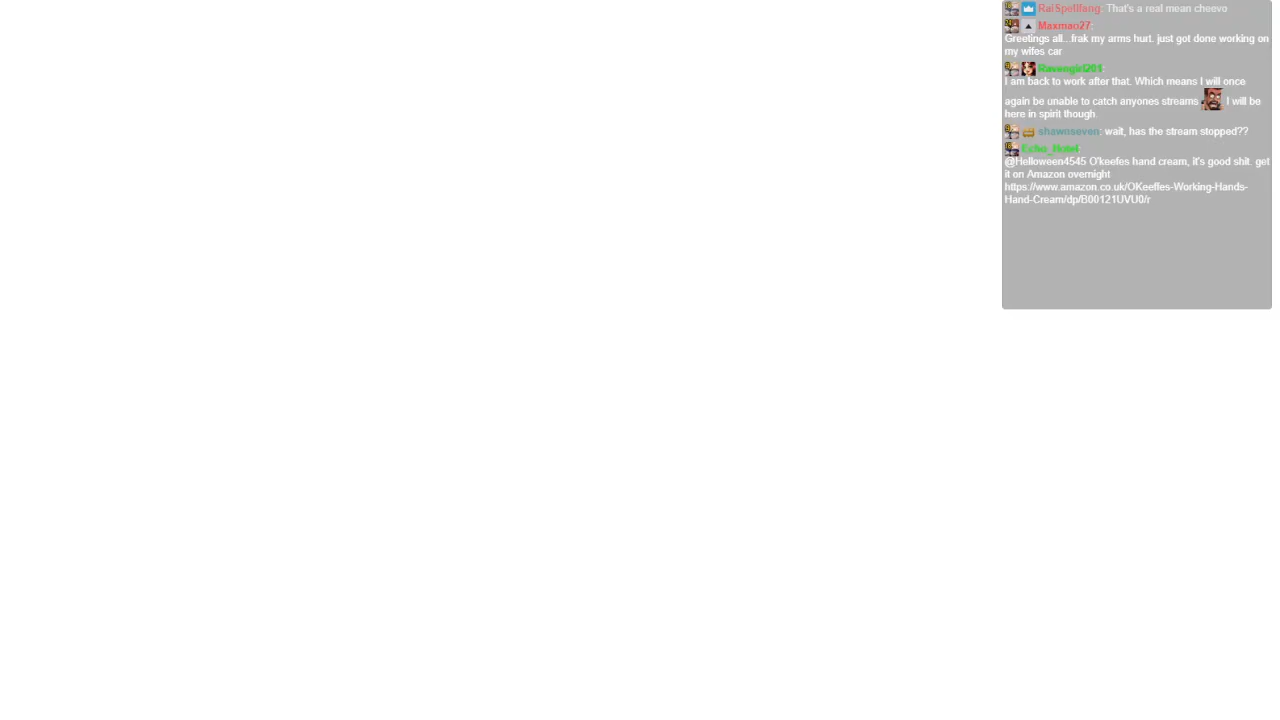 Rai5pellfang: That's a real mean cheevo
Maxmao27:
Greetings all...frak my arms hurt. just got done working on
my wifes car
Ravengirl201:
I am back to work after that. Which means I will once
again be unable to catch anyones streams I will be
here in spirit though.
shawnseven: wait, has the stream stopped??
Echo_Hotel:
@Helloween4545 O'keefes hand cream, it's good shit. get
it on Amazon overnight
https://www.amazon.co.uk/OKeeffes-Working-Hands-
Hand-Cream/dp/B00121UVU0/r